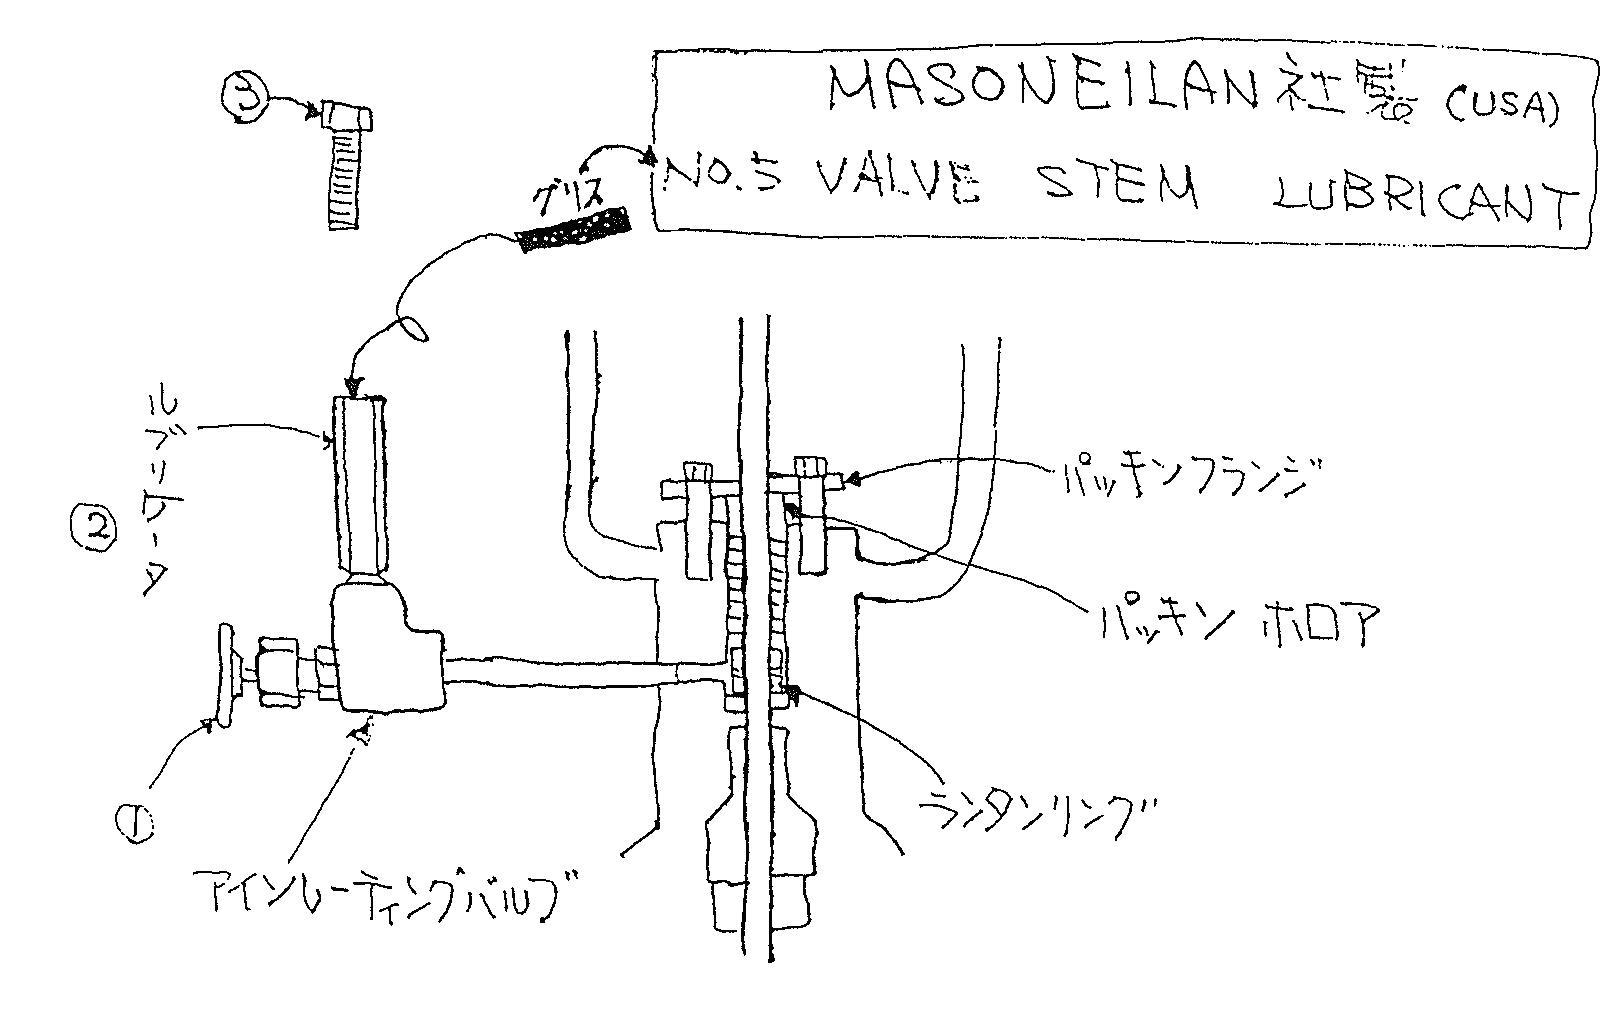 ③
MASONEILAN社製 (USA)
NO.5 VALVE STEM LUBRICANT
グリス
ルブリケータ
②
パッキンフランジ
パッキン ホロア
ランタンリング
①
アイソレーティングバルブ